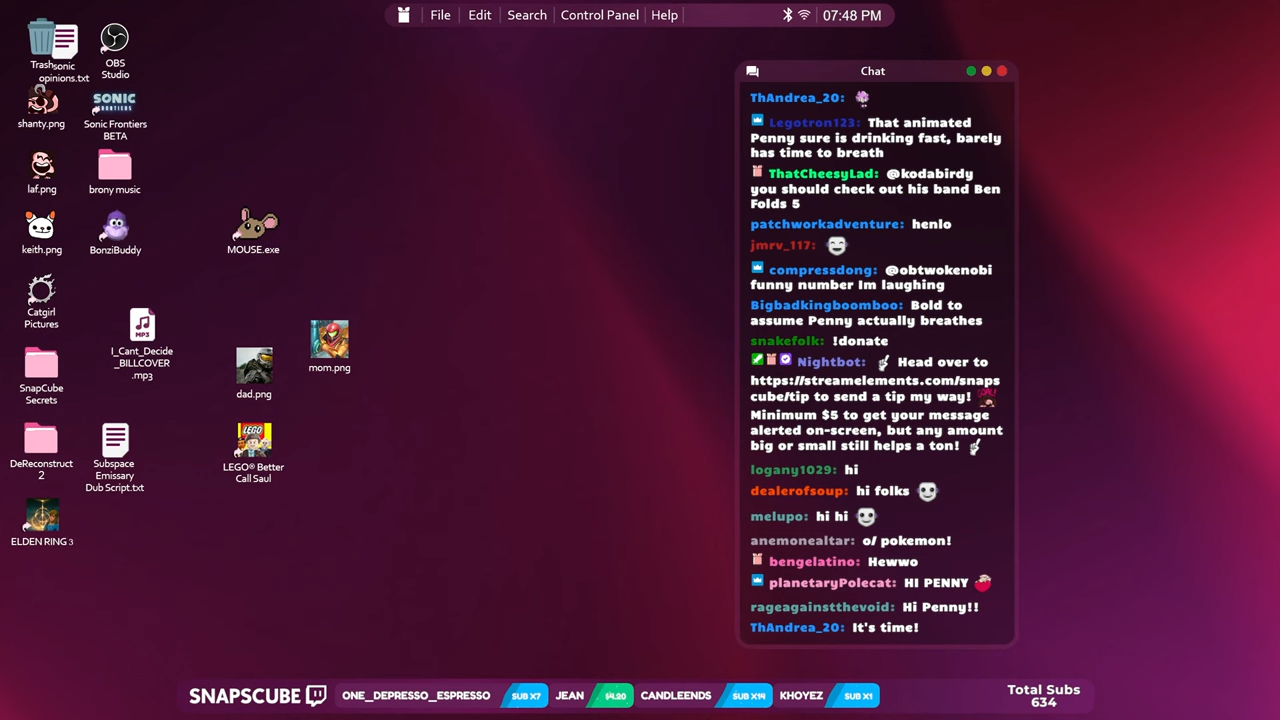 File Edit Search Control Panel Help
07:48 PM
Trash
sonic
opinions.txt
OBS
Studio
shanty.png
SONIC
FRONTIERS
Sonic Frontiers
BETA
laf.png
brony music
keith.png
BonziBuddy
MOUSE.exe
Catgirl
Pictures
MP3
I_Cant_Decide
_BILLCOVER
.mp3
mom.png
dad.png
SnapCube
Secrets
DeReconstruct
2
Subspace
Emissary
Dub Script.txt
LEGO
LEGO® Better
Call Saul
ELDEN RING 3
Chat
ThAndrea_20:
Legotron123: That animated
Penny sure is drinking fast, barely
has time to breath
ThatCheesyLad: @kodabirdy
you should check out his band Ben
Folds 5
patchworkadventure: henlo
jmrv_117:
compressdong: @obtwokenobi
funny number Im laughing
Bigbadkingboomboo: Bold to
assume Penny actually breathes
snakefolk: !donate
Nightbot: Head over to
https://streamelements.com/snaps
cube/tip to send a tip my way!
Minimum $5 to get your message
alerted on-screen, but any amount
big or small still helps a ton!
logany1029: hi
dealerofsoup: hi folks
melupo: hi hi
anemonealtar: o/ pokemon!
bengelatino: Hewwo
planetaryPolecat: HI PENNY
rageagainstthevoid: Hi Penny!!
ThAndrea_20: It's time!
SNAPSCUBE ONE_DEPRESSO_ESPRESSO SUB X7 JEAN $4.20 CANDLEENDS SUB X14 KHOYEZ SUB X1
Total Subs
634